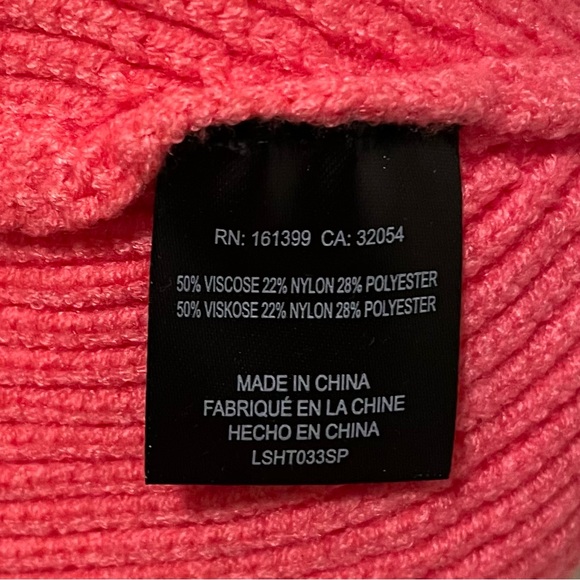 RN: 161399 CA: 32054
50% VISCOSE 22% NYLON 28% POLYESTER
50% VISKOSE 22% NYLON 28% POLYESTER
MADE IN CHINA
FABRIQUÉ EN LA CHINE
HECHO EN CHINA
LSHT033SP